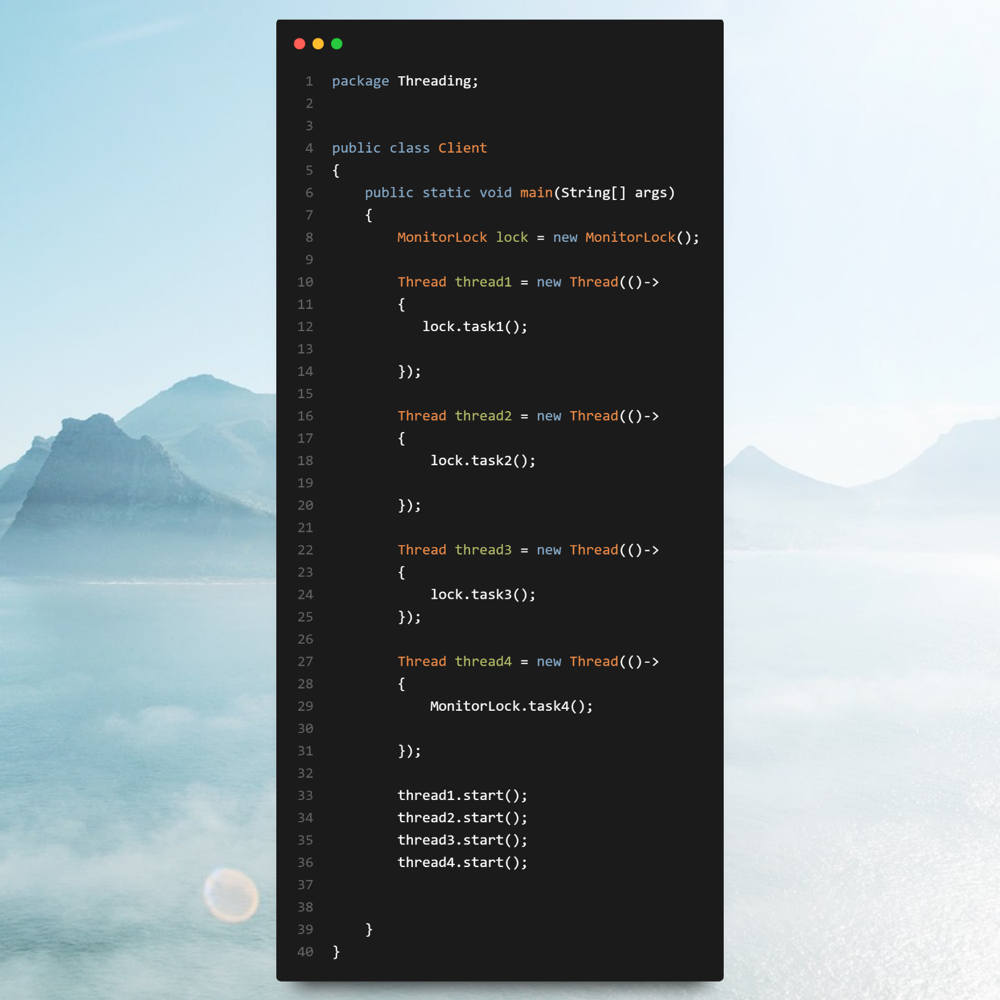 1 package Threading;
2
3
4 public class Client
5 {
6     public static void main(String[] args)
7     {
8         MonitorLock lock = new MonitorLock();
9
10         Thread thread1 = new Thread(()->
11         {
12            lock.task1();
13
14         });
15
16         Thread thread2 = new Thread(()->
17         {
18             lock.task2();
19
20         });
21
22         Thread thread3 = new Thread(()->
23         {
24             lock.task3();
25         });
26
27         Thread thread4 = new Thread(()->
28         {
29             MonitorLock.task4();
30
31         });
32
33         thread1.start();
34         thread2.start();
35         thread3.start();
36         thread4.start();
37
38
39     }
40 }